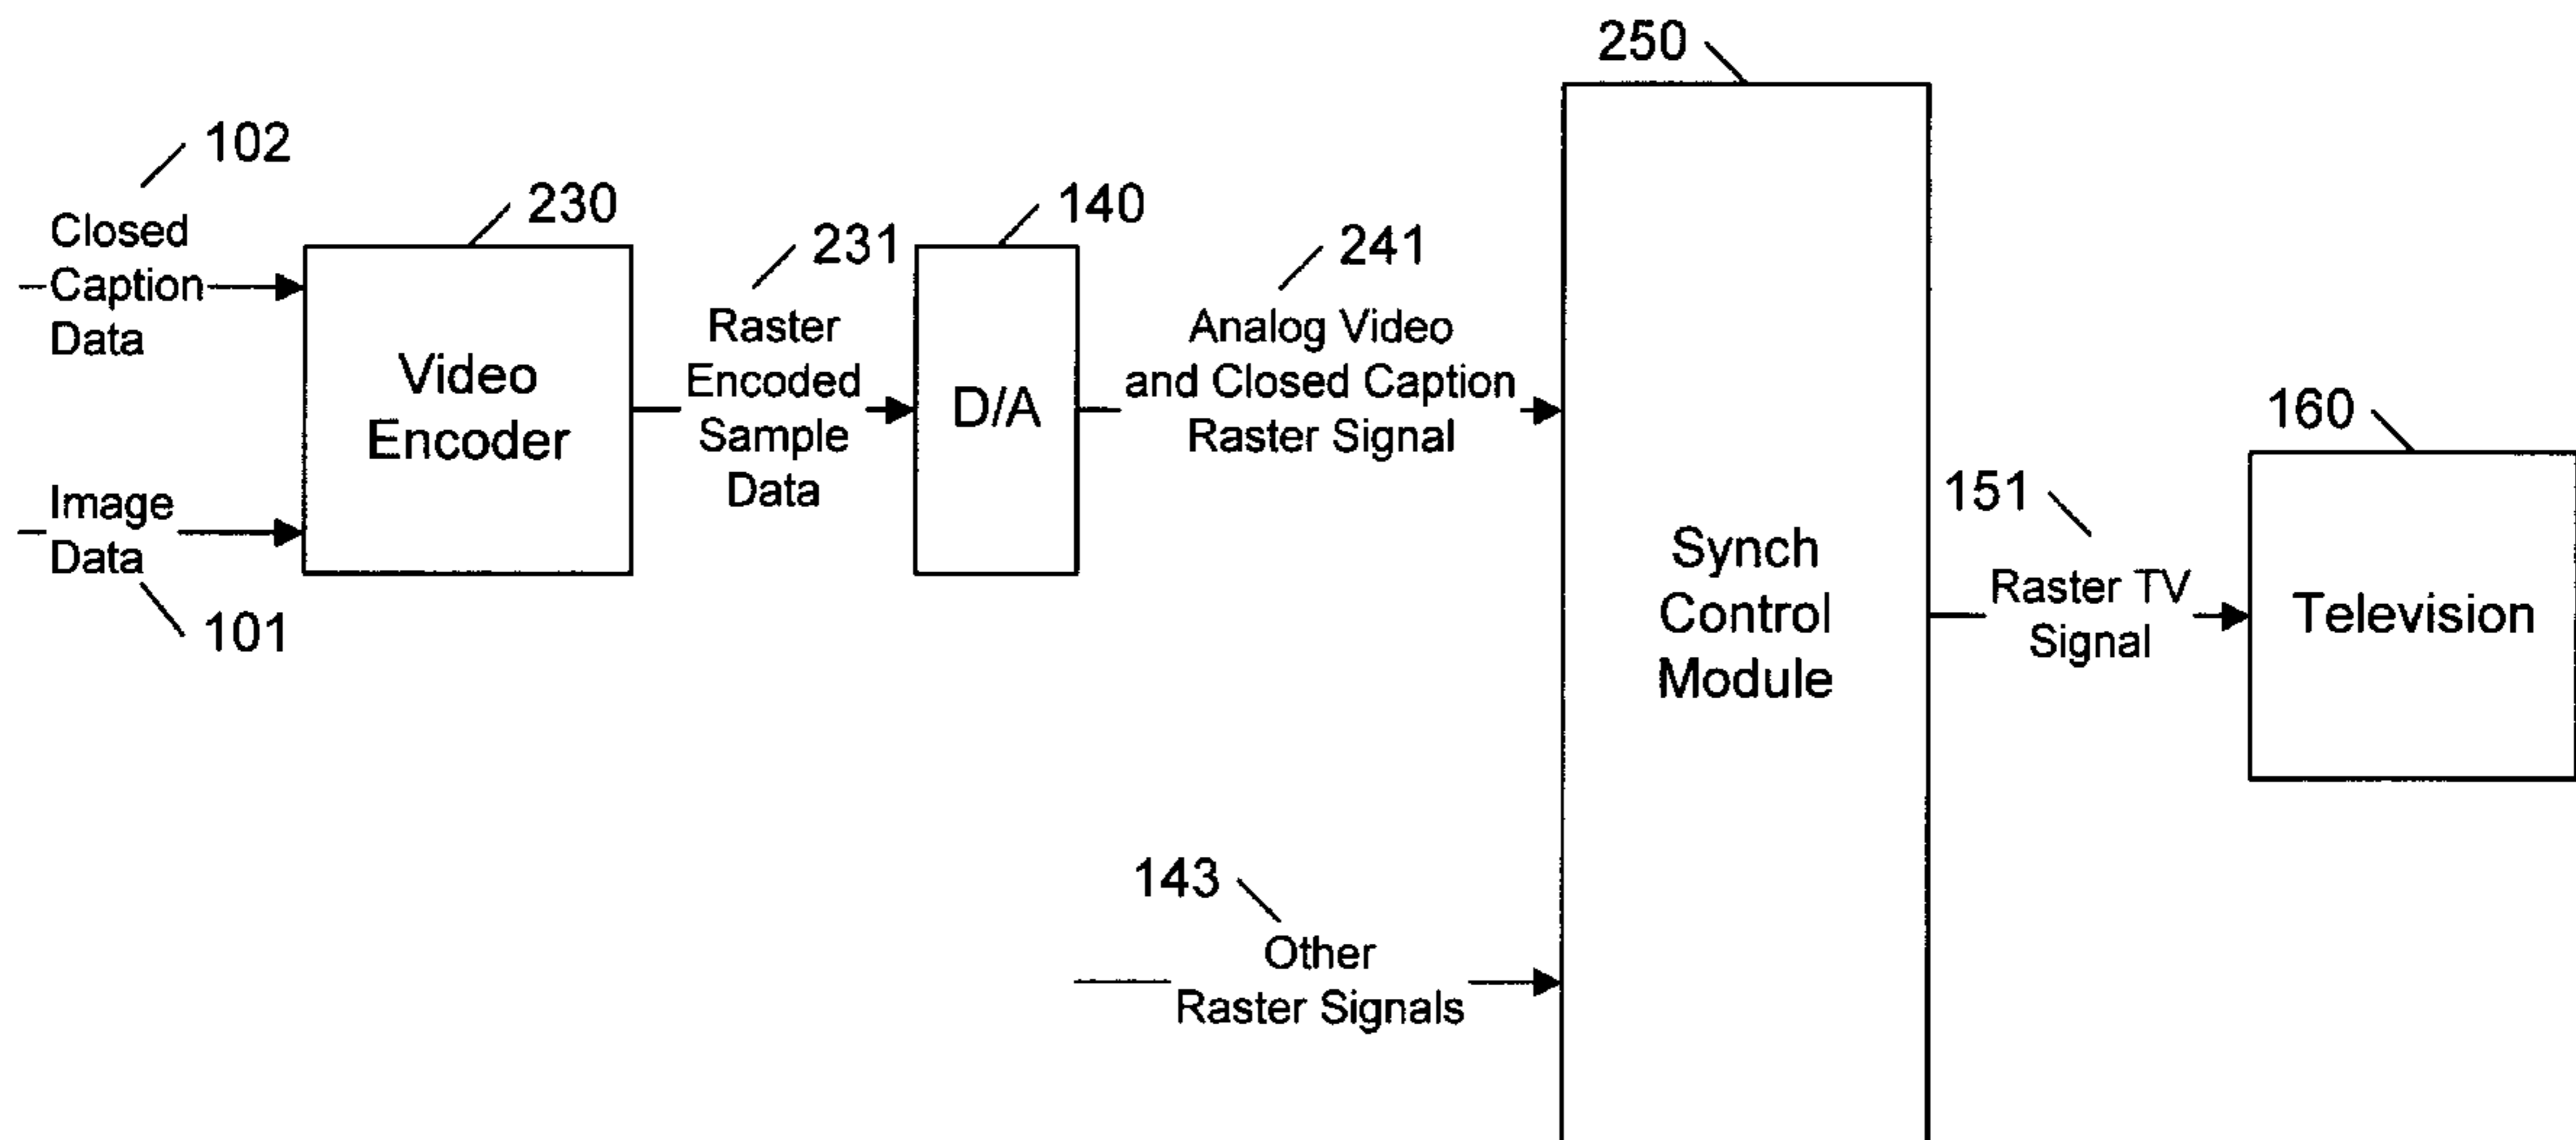 250
102
Closed
Caption
Data
230
Video
Encoder
Image
Data
101
231
Raster
Encoded
Sample
Data
140
D/A
241
Analog Video
and Closed Caption
Raster Signal
143
Other
Raster Signals
Synch
Control
Module
151
Raster TV
Signal
160
Television